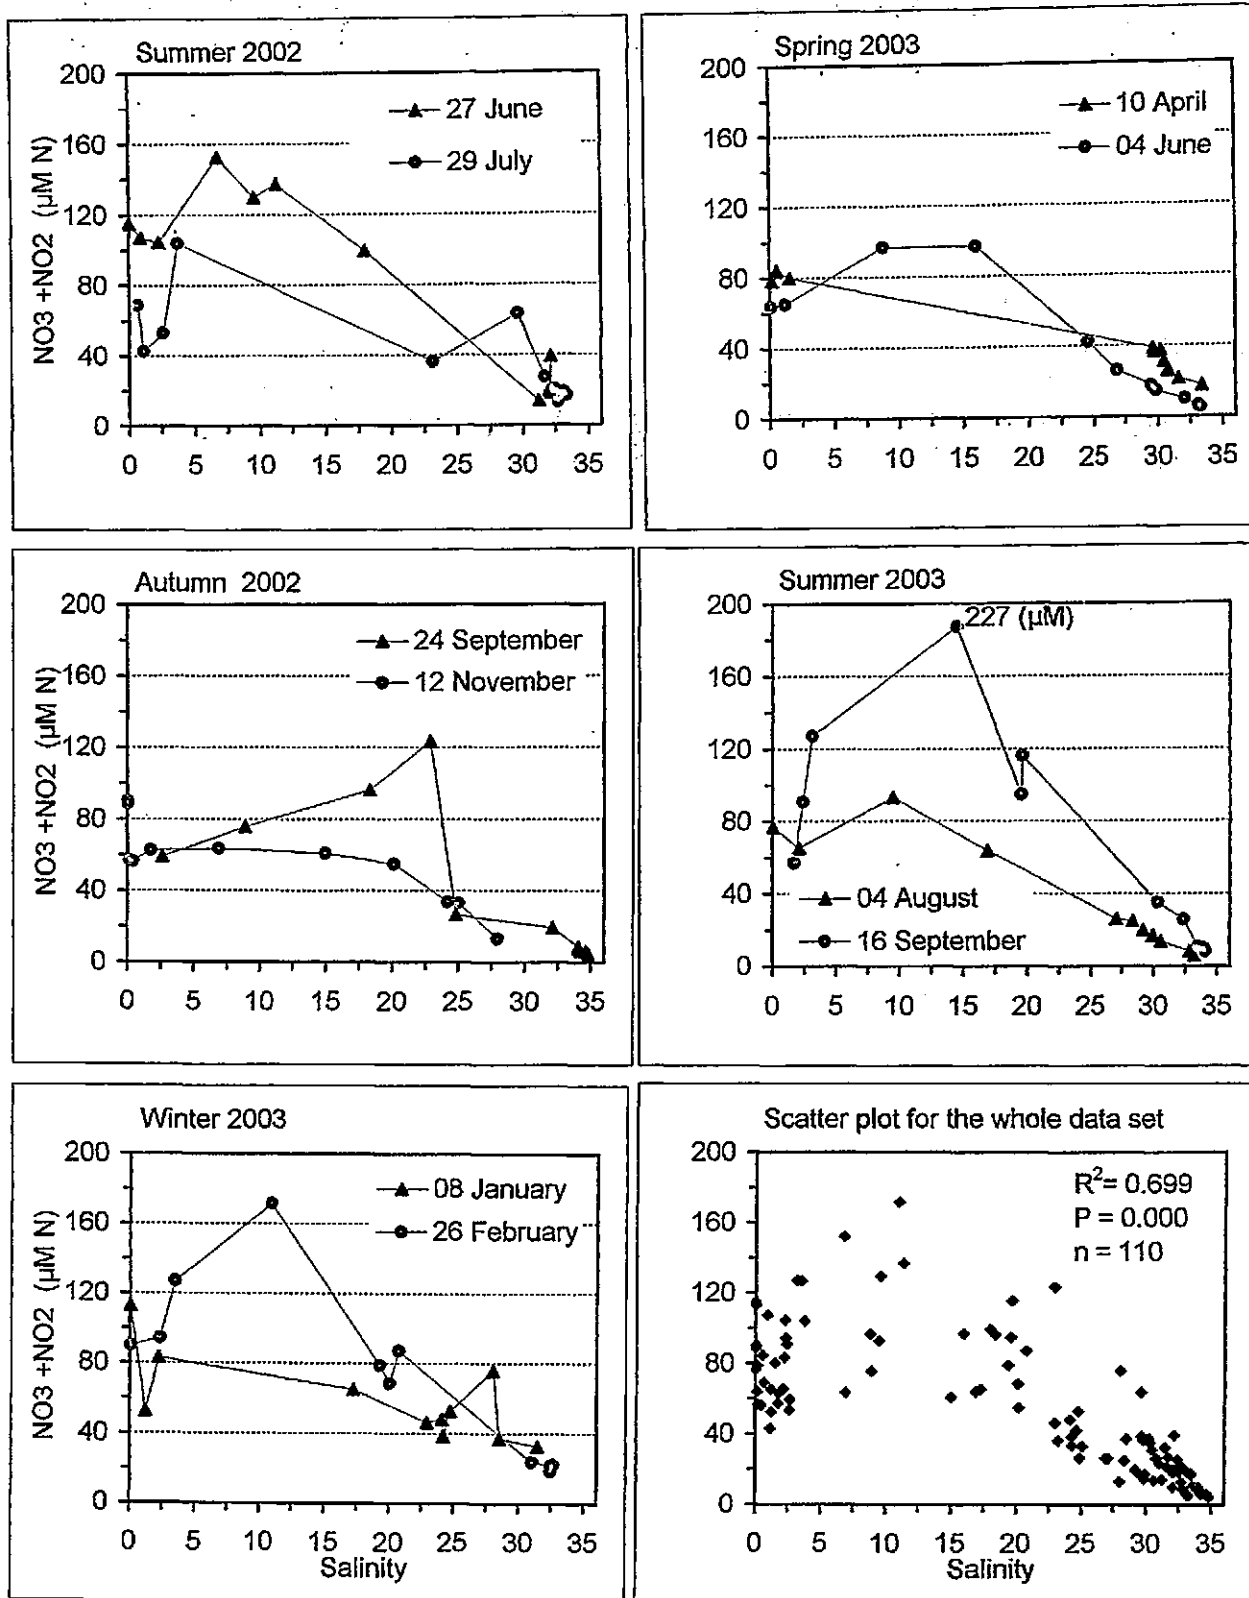 Summer 2002
200
160
120
80
40
0
NO3 +NO2 (µM N)
27 June
29 July
0 5 10 15 20 25 30 35
Spring 2003
200
160
120
80
40
0
10 April
04 June
0 5 10 15 20 25 30 35
Autumn 2002
200
160
120
80
40
0
NO3 +NO2 (µM N)
24 September
12 November
0 5 10 15 20 25 30 35
Summer 2003
200
160
120
80
40
0
227 (µM)
04 August
16 September
0 5 10 15 20 25 30 35
Winter 2003
200
160
120
80
40
0
NO3 +NO2 (µM N)
08 January
26 February
0 5 10 15 20 25 30 35
Salinity
Scatter plot for the whole data set
200
160
120
80
40
0
R²= 0.699
P = 0.000
n = 110
0 5 10 15 20 25 30 35
Salinity